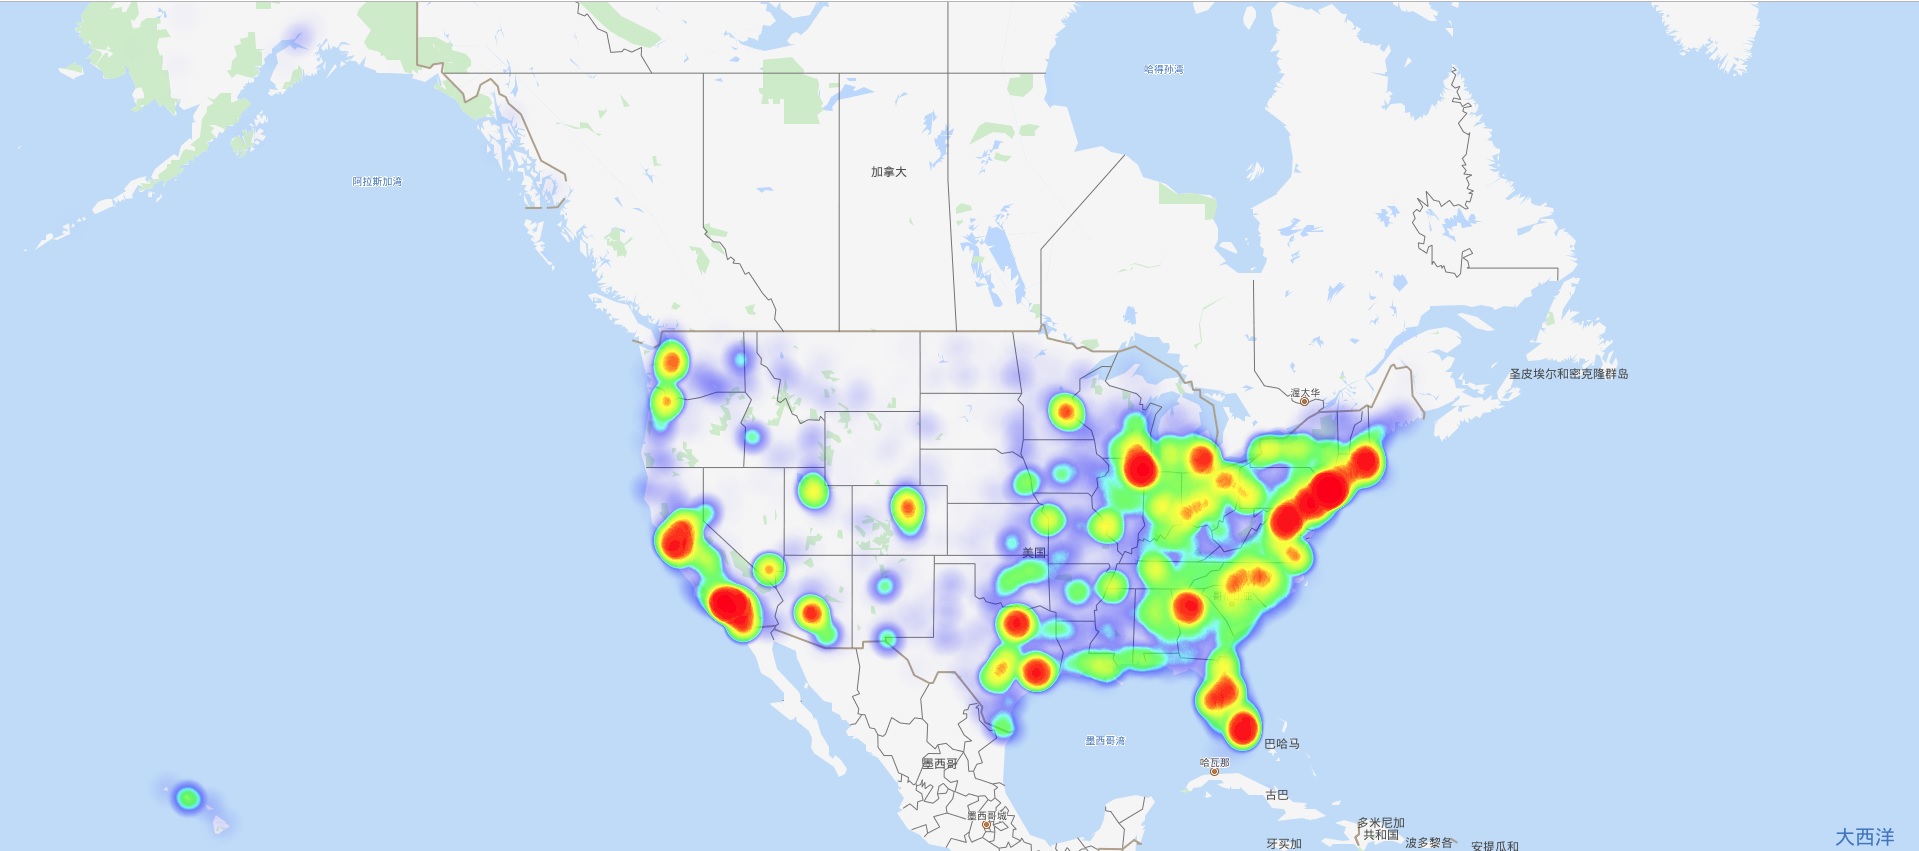 哈得孙湾
加拿大
阿拉斯加湾
圣皮埃尔和密克隆群岛
渥太华
美国
墨西哥湾
巴哈马
哈瓦那
墨西哥
古巴
墨西哥城
多米尼加
共和国
大西洋
牙买加
波多黎各
安提瓜和